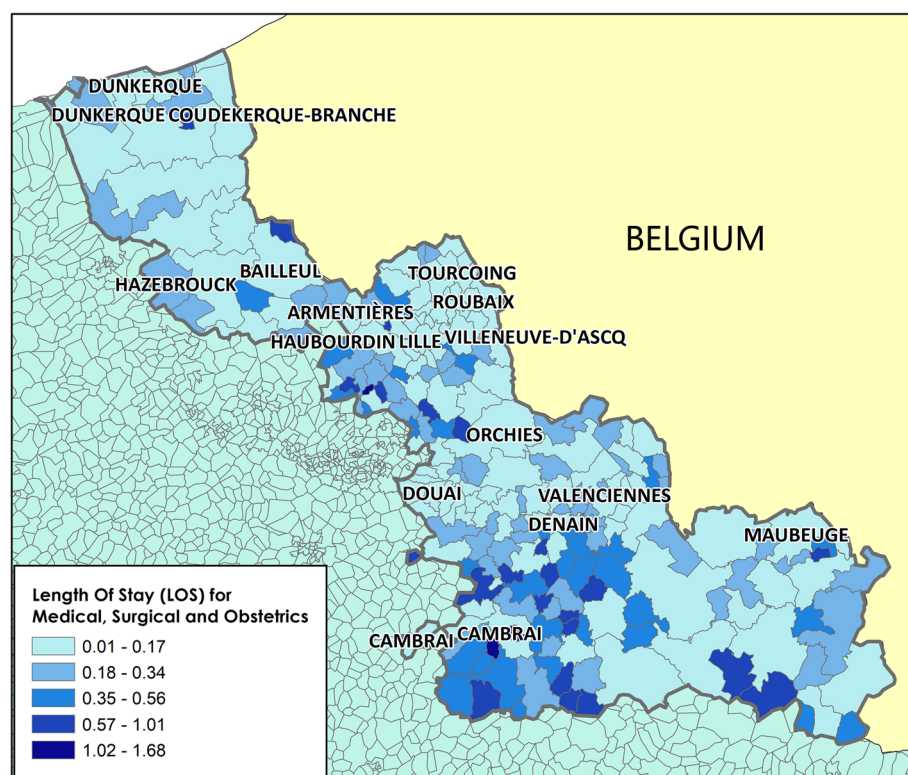 DUNKERQUE
DUNKERQUE COUDEKERQUE-BRANCHE
BELGIUM
BAILLEUL
TOURCOING
HAZEBROUCK
ROUBAIX
ARMENTIÈRES
HAUBOURDIN LILLE VILLENEUVE-D'ASCQ
ORCHIES
DOUAI
VALENCIENNES
DENAIN
MAUBEUGE
CAMBRAI CAMBRAI
Length Of Stay (LOS) for
Medical, Surgical and Obstetrics
0.01 - 0.17
0.18 - 0.34
0.35 - 0.56
0.57 - 1.01
1.02 - 1.68